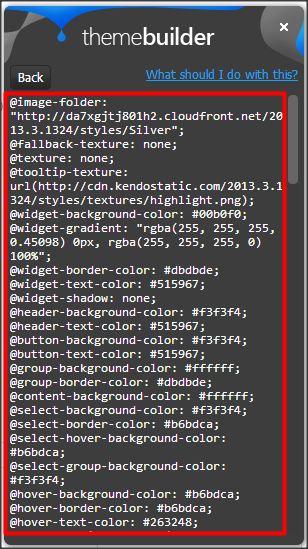 ×
themebuilder
Back
What should I do with this?
@image-folder:
"http://da7xgjtj801h2.cloudfront.net/20
13.3.1324/styles/Silver";
@fallback-texture: none;
@texture: none;
@tooltip-texture:
url(http://cdn.kendostatic.com/2013.3.1
324/styles/textures/highlight.png);
@widget-background-color: #00b0f0;
@widget-gradient: "rgba(255, 255, 255,
0.45098) 0px, rgba(255, 255, 255, 0)
100%";
@widget-border-color: #dbdbde;
@widget-text-color: #515967;
@widget-shadow: none;
@header-background-color: #f3f3f4;
@header-text-color: #515967;
@button-background-color: #f3f3f4;
@button-text-color: #515967;
@group-background-color: #ffffff;
@group-border-color: #dbdbde;
@content-background-color: #ffffff;
@select-background-color: #f3f3f4;
@select-border-color: #b6bdca;
@select-hover-background-color:
#b6bdca;
@select-group-background-color:
#f3f3f4;
@hover-background-color: #b6bdca;
@hover-border-color: #b6bdca;
@hover-text-color: #263248;